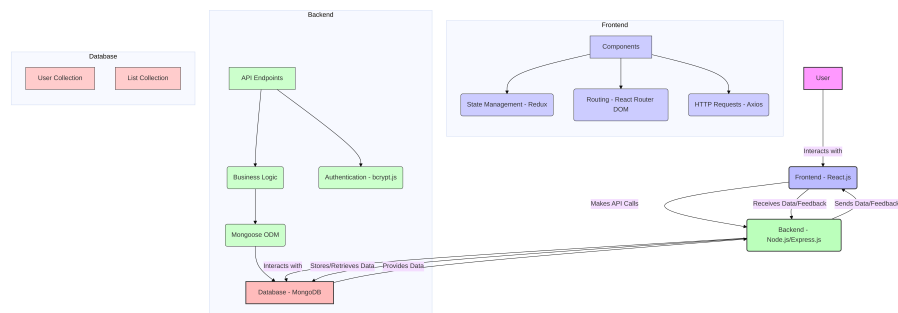 Database
User Collection
List Collection
Backend
API Endpoints
Business Logic
Authentication - bcrypt.js
Mongoose ODM
Interacts with
Stores/Retrieves Data
Provides Data
Database - MongoDB
Frontend
Components
State Management - Redux
Routing - React Router
DOM
HTTP Requests - Axios
User
Interacts with
Frontend - React.js
Makes API Calls
Receives Data/Feedback
Sends Data/Feedback
Backend -
Node.js/Express.js